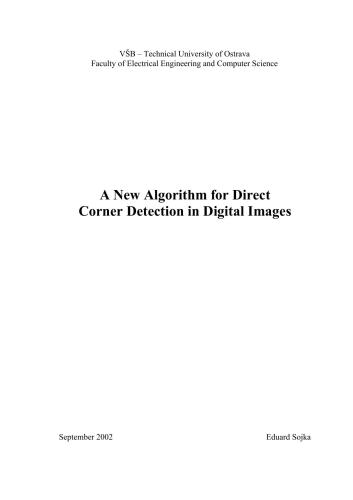 VŠB – Technical University of Ostrava
Faculty of Electrical Engineering and Computer Science
A New Algorithm for Direct
Corner Detection in Digital Images
September 2002 Eduard Sojka